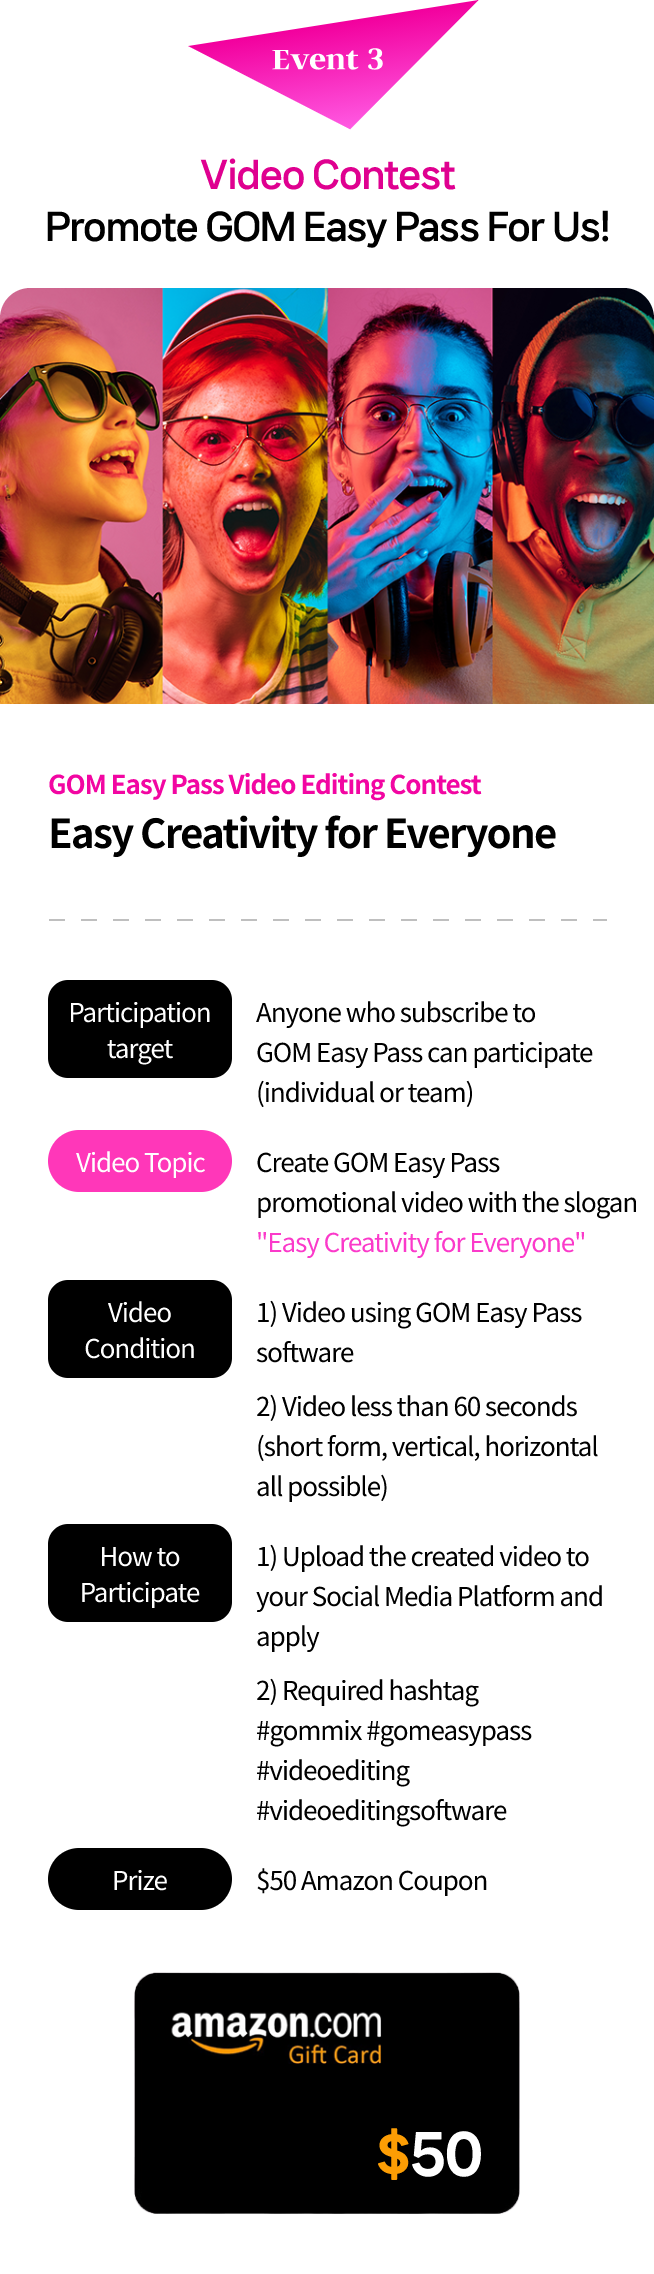 Event 3
Video Contest
Promote GOM Easy Pass For Us!
GOM Easy Pass Video Editing Contest
Easy Creativity for Everyone
Participation
target
Anyone who subscribe to
GOM Easy Pass can participate
(individual or team)
Video Topic
Create GOM Easy Pass
promotional video with the slogan
"Easy Creativity for Everyone"
Video
Condition
1) Video using GOM Easy Pass
software
2) Video less than 60 seconds
(short form, vertical, horizontal
all possible)
How to
Participate
1) Upload the created video to
your Social Media Platform and
apply
2) Required hashtag
#gommix #gomeasypass
#videoediting
#videoeditingsoftware
Prize
$50 Amazon Coupon
amazon.com
Gift Card
$50